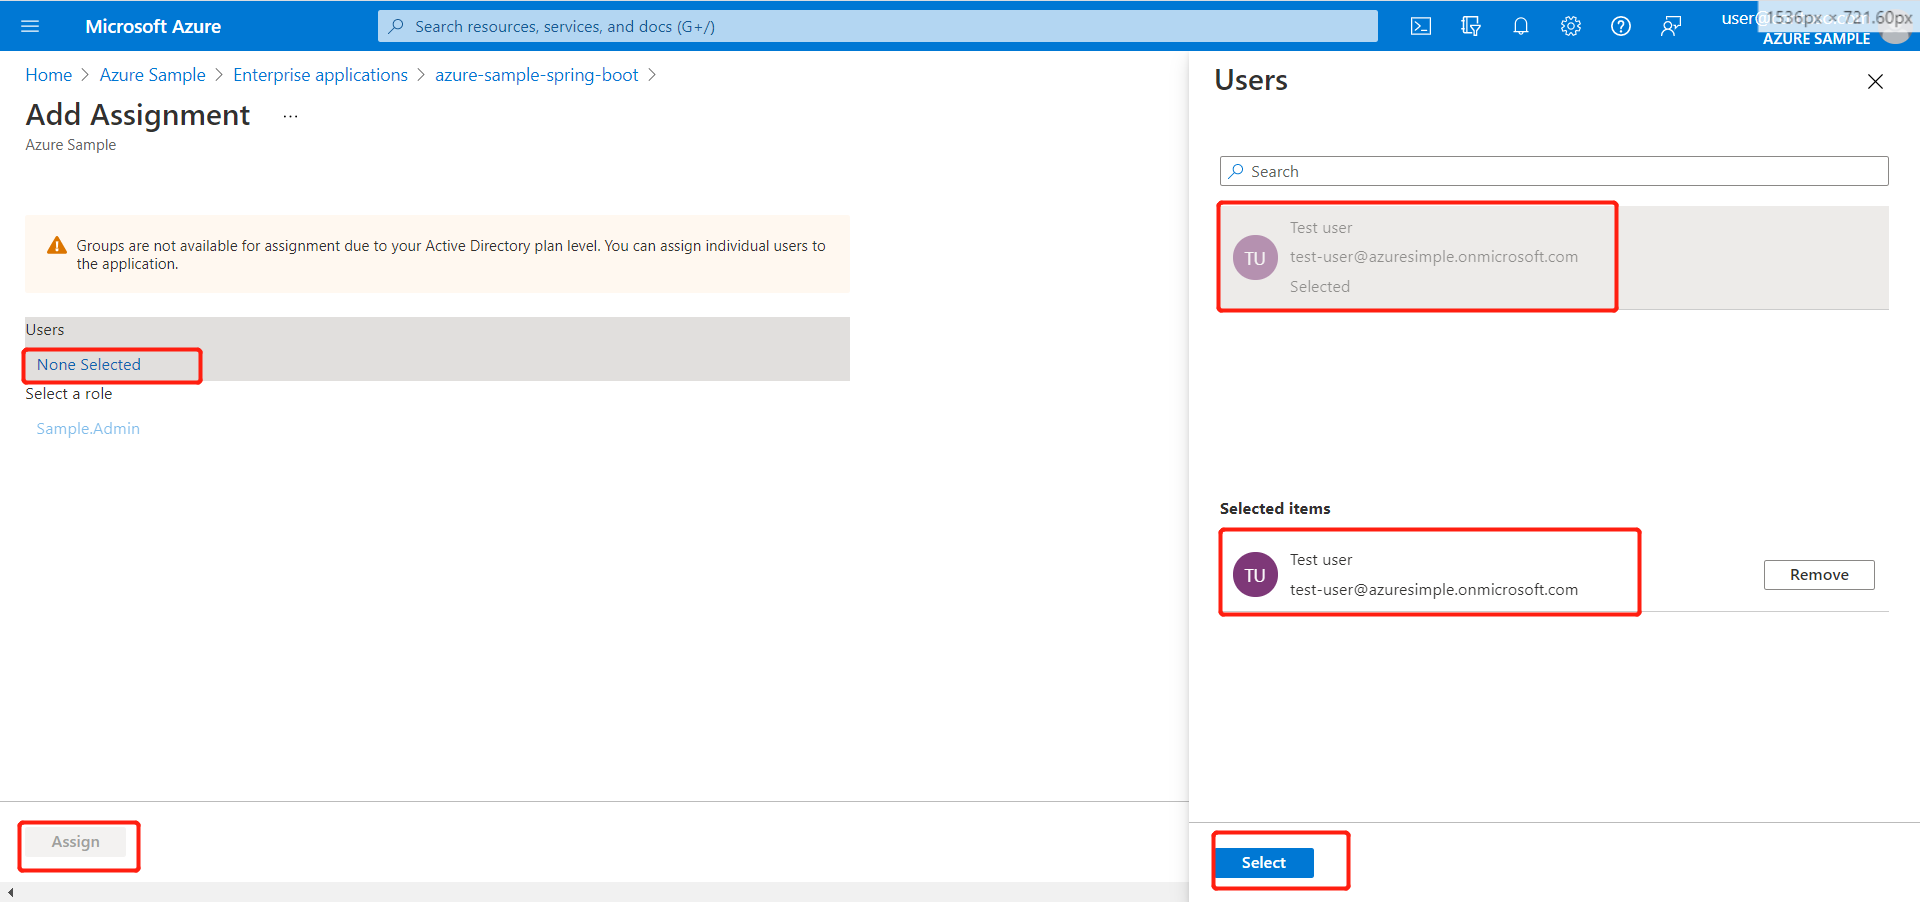 Microsoft Azure
Search resources, services, and docs (G+/)
1536px × 721.60px
AZURE SAMPLE
Home > Azure Sample > Enterprise applications > azure-sample-spring-boot >
Add Assignment ...
Azure Sample
Groups are not available for assignment due to your Active Directory plan level. You can assign individual users to
the application.
Users
None Selected
Select a role
Sample.Admin
Assign
Users
Search
TU
Test user
test-user@azuresimple.onmicrosoft.com
Selected
Selected items
TU
Test user
test-user@azuresimple.onmicrosoft.com
Remove
Select